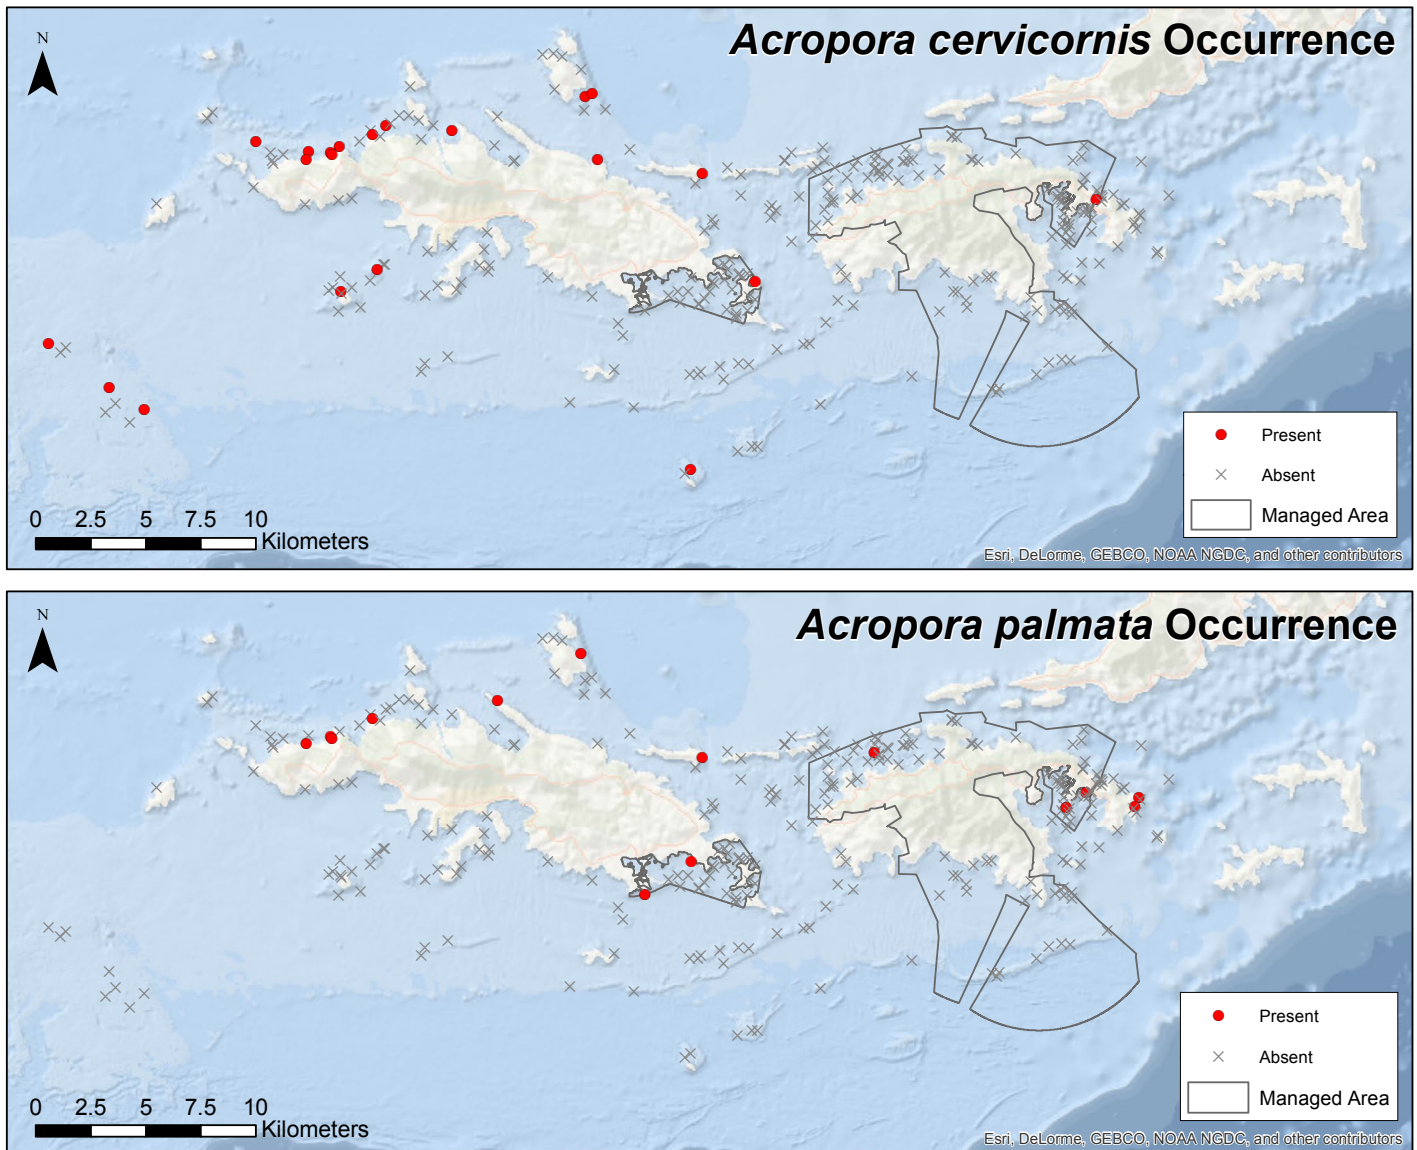 Acropora cervicornis Occurrence
N
Present
Absent
Managed Area
0 2.5 5 7.5 10
Kilometers
Esri, DeLorme, GEBCO, NOAA NGDC, and other contributors
Acropora palmata Occurrence
N
Present
Absent
Managed Area
0 2.5 5 7.5 10
Kilometers
Esri, DeLorme, GEBCO, NOAA NGDC, and other contributors